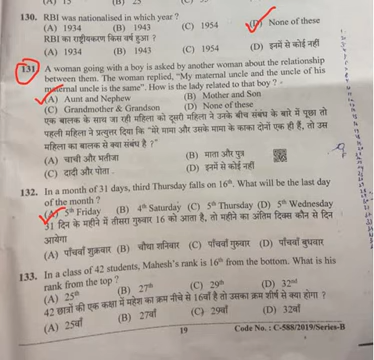 (A) 15 (B) 25
130. RBI was nationalised in which year ?
(A) 1934 (B) 1943 (C) 1954 (D) None of these
RBI का राष्ट्रीयकरण किस वर्ष हुआ ?
(A) 1934 (B) 1943 (C) 1954 (D) इनमें से कोई नहीं
131. A woman going with a boy is asked by another woman about the relationship
between them. The woman replied, "My maternal uncle and the uncle of his
maternal uncle is the same". How is the lady related to that boy ?
(A) Aunt and Nephew (B) Mother and Son
(C) Grandmother & Grandson (D) None of these
एक बालक के साथ जा रही महिला को दूसरी महिला ने उनके बीच संबंध के बारे में पूछा तो
पहली महिला ने प्रत्युत्तर दिया कि "मेरे मामा और उसके मामा के काका दोनों एक ही हैं, तो उस
महिला का बालक से क्या संबंध है ?"
(A) चाची और भतीजा (B) माता और पुत्र
(C) दादी और पोता . (D) इनमें से कोई नहीं
132. In a month of 31 days, third Thursday falls on 16th. What will be the last day
of the month ?
(A) 5th Friday (B) 4th Saturday (C) 5th Thursday (D) 5th Wednesday
31 दिन के महीने में तीसरा गुरुवार 16 को आता है, तो महीने का अंतिम दिवस कौन से दिन
आयेगा
(A) पांचवाँ शुक्रवार (B) चौथा शनिवार (C) पाँचवाँ गुरुवार (D) पाँचवाँ बुधवार
133. In a class of 42 students, Mahesh's rank is 16th from the bottom. What is his
rank from the top ?
(A) 25th (B) 27th (C) 29th (D) 32nd
42 छात्रों की एक कक्षा में महेश का क्रम नीचे से 16वाँ है तो उसका क्रम शीर्ष से क्या होगा ?
(A) 25वाँ (B) 27वाँ (C) 29वाँ (D) 32वाँ
19 Code No. : C-588/2019/Series-B